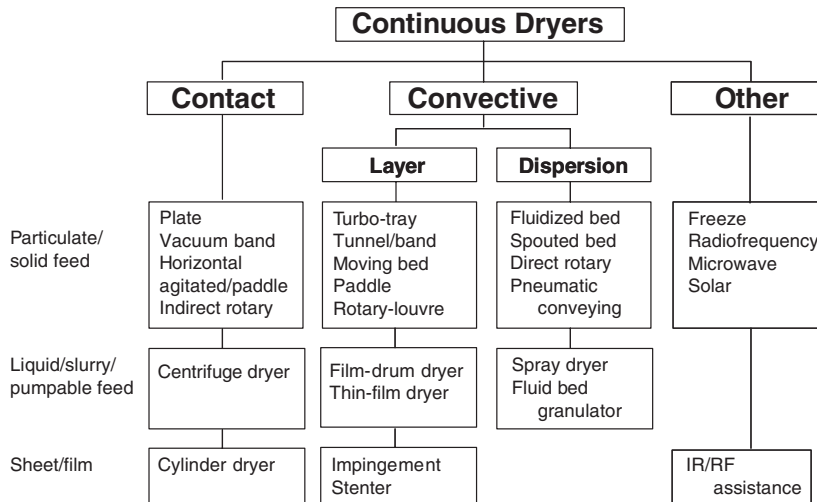 Continuous Dryers
Contact
Convective
Other
Layer
Dispersion
Particulate/
solid feed
Plate
Vacuum band
Horizontal
agitated/paddle
Indirect rotary
Turbo-tray
Tunnel/band
Moving bed
Paddle
Rotary-louvre
Fluidized bed
Spouted bed
Direct rotary
Pneumatic
conveying
Freeze
Radiofrequency
Microwave
Solar
Liquid/slurry/
pumpable feed
Centrifuge dryer
Film-drum dryer
Thin-film dryer
Spray dryer
Fluid bed
granulator
Sheet/film
Cylinder dryer
Impingement
Stenter
IR/RF
assistance